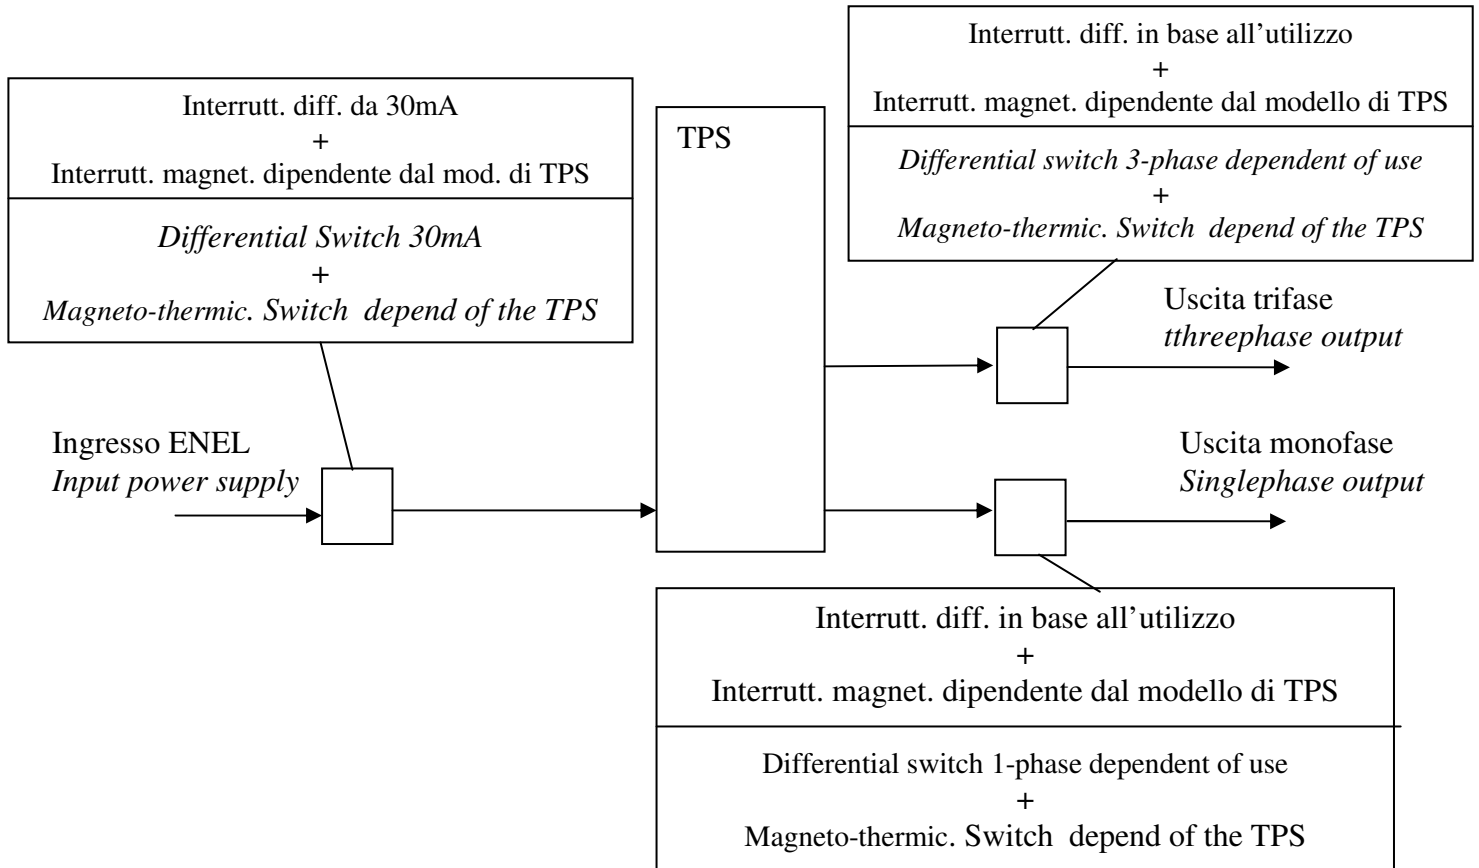 Interrutt. diff. da 30mA
+
Interrutt. magnet. dipendente dal mod. di TPS
Differential Switch 30mA
+
Magneto-thermic. Switch depend of the TPS
TPS
Interrutt. diff. in base all’utilizzo
+
Interrutt. magnet. dipendente dal modello di TPS
Differential switch 3-phase dependent of use
+
Magneto-thermic. Switch depend of the TPS
Uscita trifase
tthreephase output
Ingresso ENEL
Input power supply
Uscita monofase
Singlephase output
Interrutt. diff. in base all’utilizzo
+
Interrutt. magnet. dipendente dal modello di TPS
Differential switch 1-phase dependent of use
+
Magneto-thermic. Switch depend of the TPS